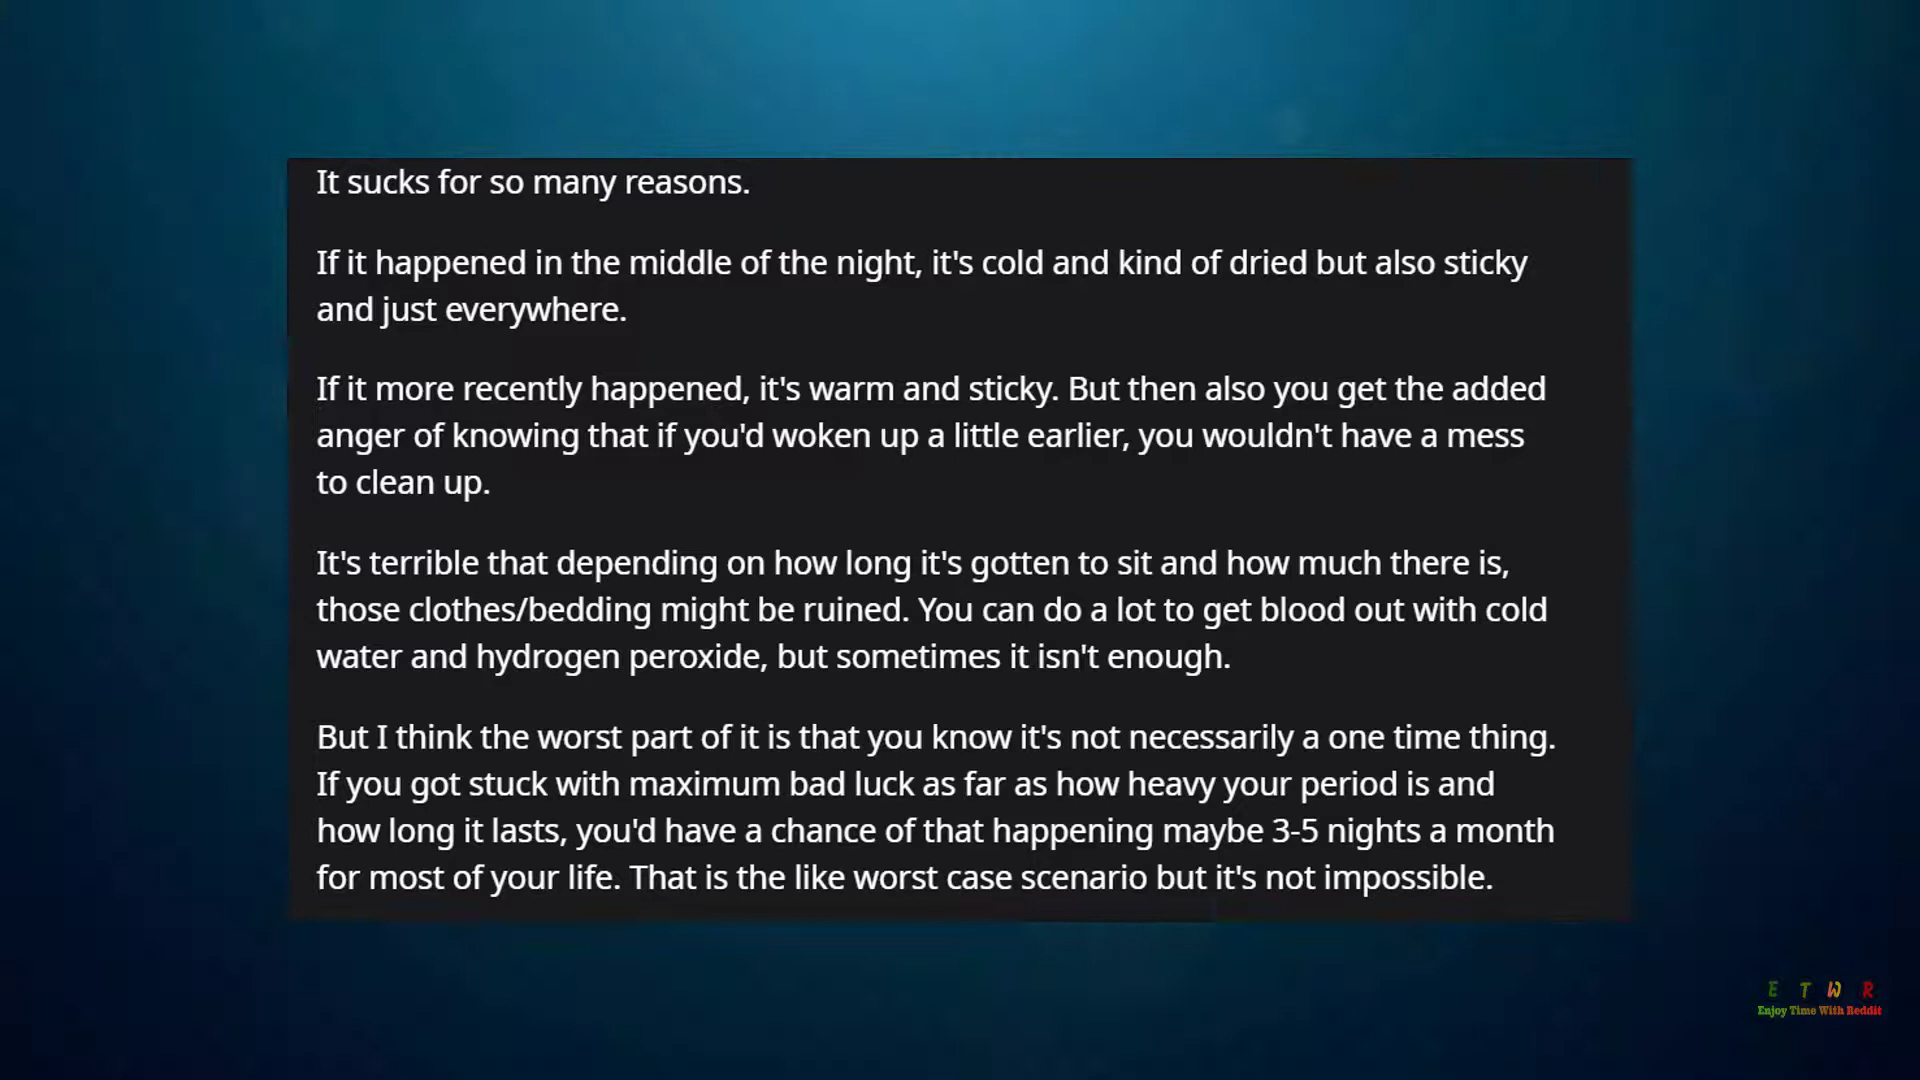 It sucks for so many reasons.
If it happened in the middle of the night, it's cold and kind of dried but also sticky
and just everywhere.
If it more recently happened, it's warm and sticky. But then also you get the added
anger of knowing that if you'd woken up a little earlier, you wouldn't have a mess
to clean up.
It's terrible that depending on how long it's gotten to sit and how much there is,
those clothes/bedding might be ruined. You can do a lot to get blood out with cold
water and hydrogen peroxide, but sometimes it isn't enough.
But I think the worst part of it is that you know it's not necessarily a one time thing.
If you got stuck with maximum bad luck as far as how heavy your period is and
how long it lasts, you'd have a chance of that happening maybe 3-5 nights a month
for most of your life. That is the like worst case scenario but it's not impossible.
E T W R
Enjoy Time With Reddit